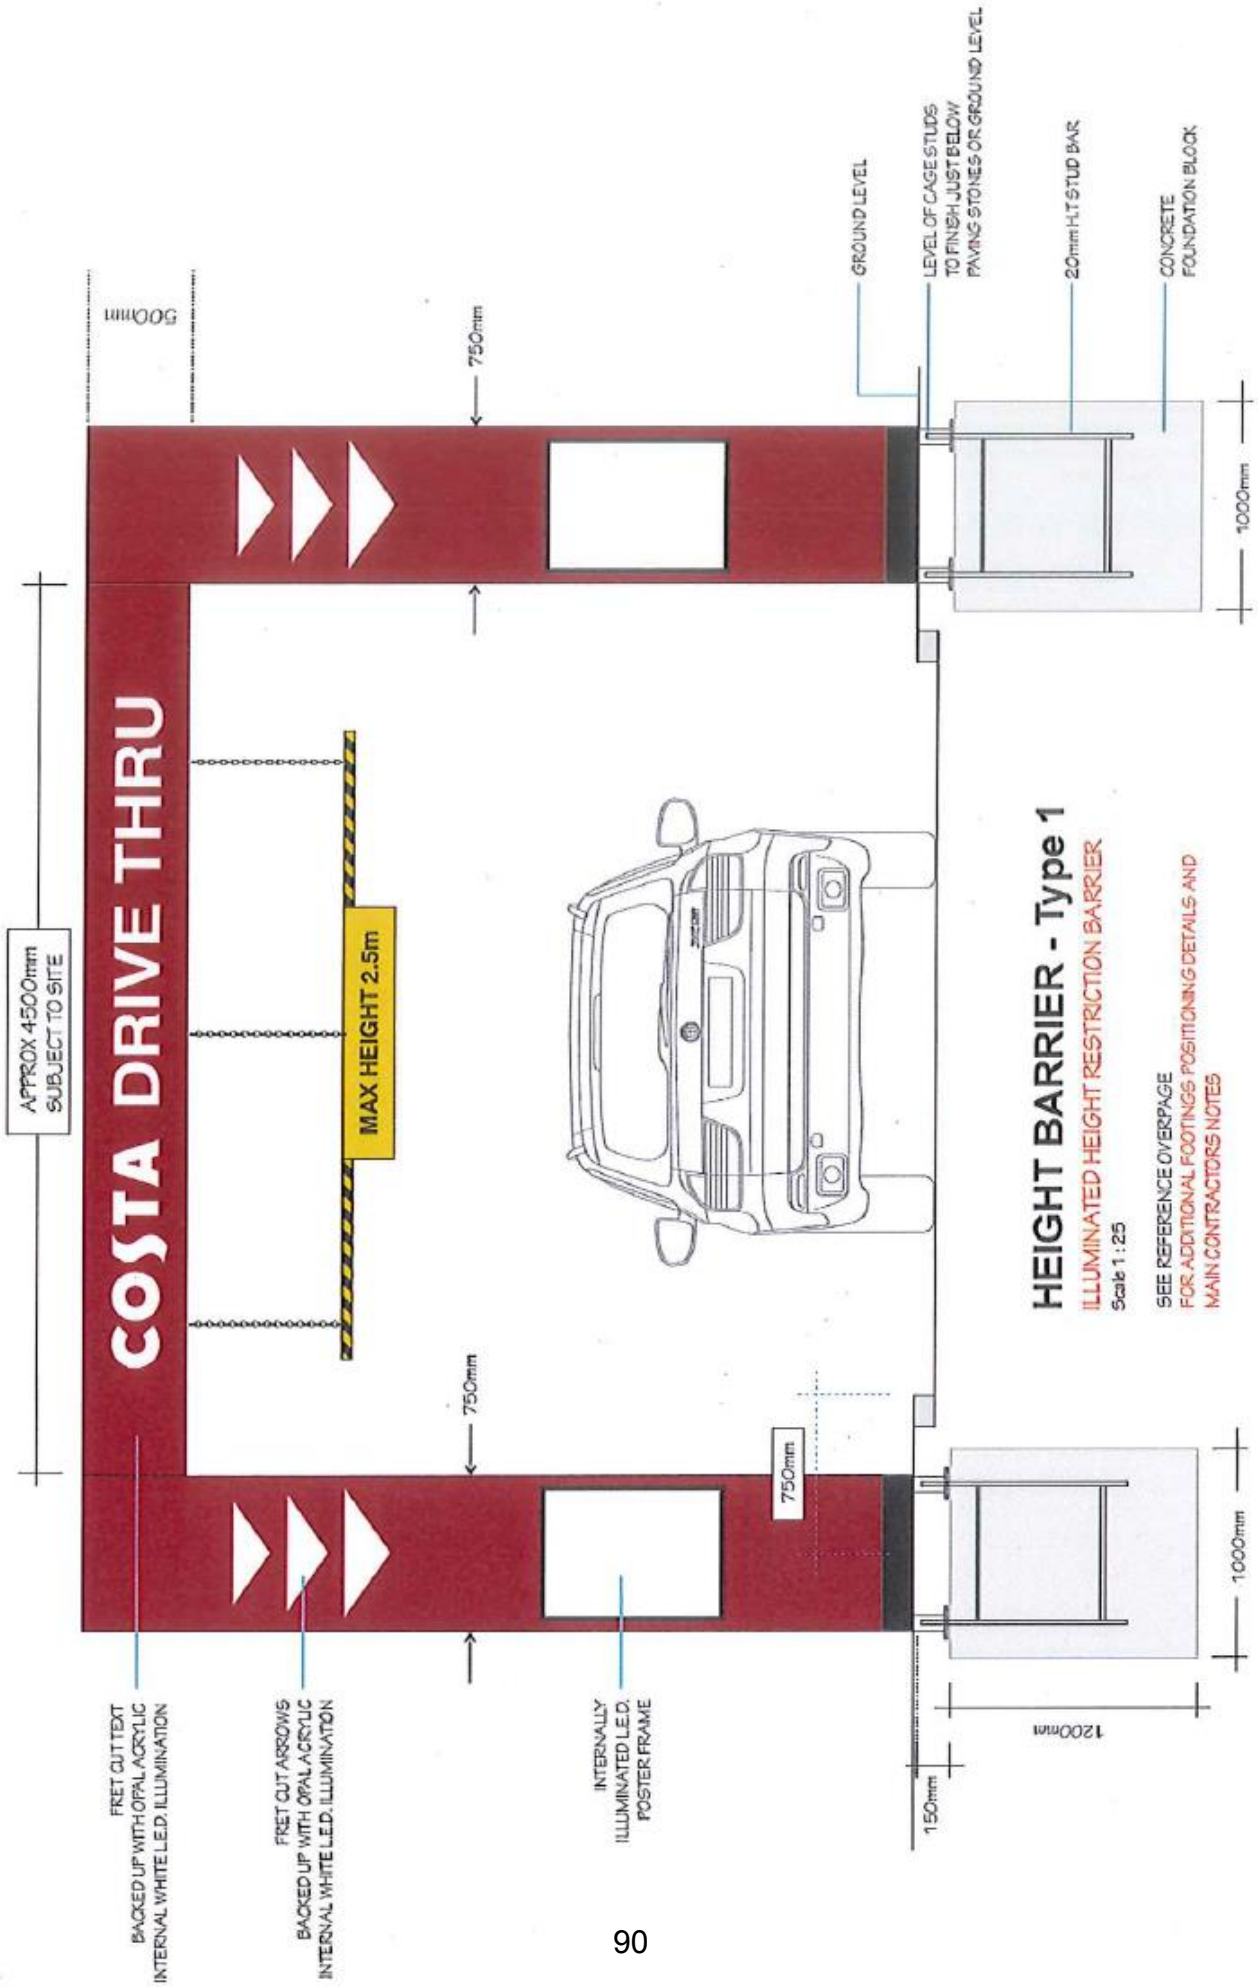 APPROX 4500mm
SUBJECT TO SITE
500mm
COSTA DRIVE THRU
MAX HEIGHT 2.5m
FRET CUT TEXT
BACKED UP WITH OPAL ACRYLIC
INTERNAL WHITE L.E.D. ILLUMINATION
FRET CUT ARROWS
BACKED UP WITH OPAL ACRYLIC
INTERNAL WHITE L.E.D. ILLUMINATION
750mm
750mm
INTERNALLY
ILLUMINATED L.E.D.
POSTER FRAME
750mm
GROUND LEVEL
LEVEL OF CAGE STUDS
TO FINISH JUST BELOW
PAVING STONES OR GROUND LEVEL
20mm H.T STUD BAR
CONCRETE
FOUNDATION BLOCK
150mm
1200mm
1000mm
1000mm
HEIGHT BARRIER - Type 1
ILLUMINATED HEIGHT RESTRICTION BARRIER
Scale 1 : 25
SEE REFERENCE OVERPAGE
FOR ADDITIONAL FOOTINGS POSITIONING DETAILS AND
MAIN CONTRACTORS NOTES
90